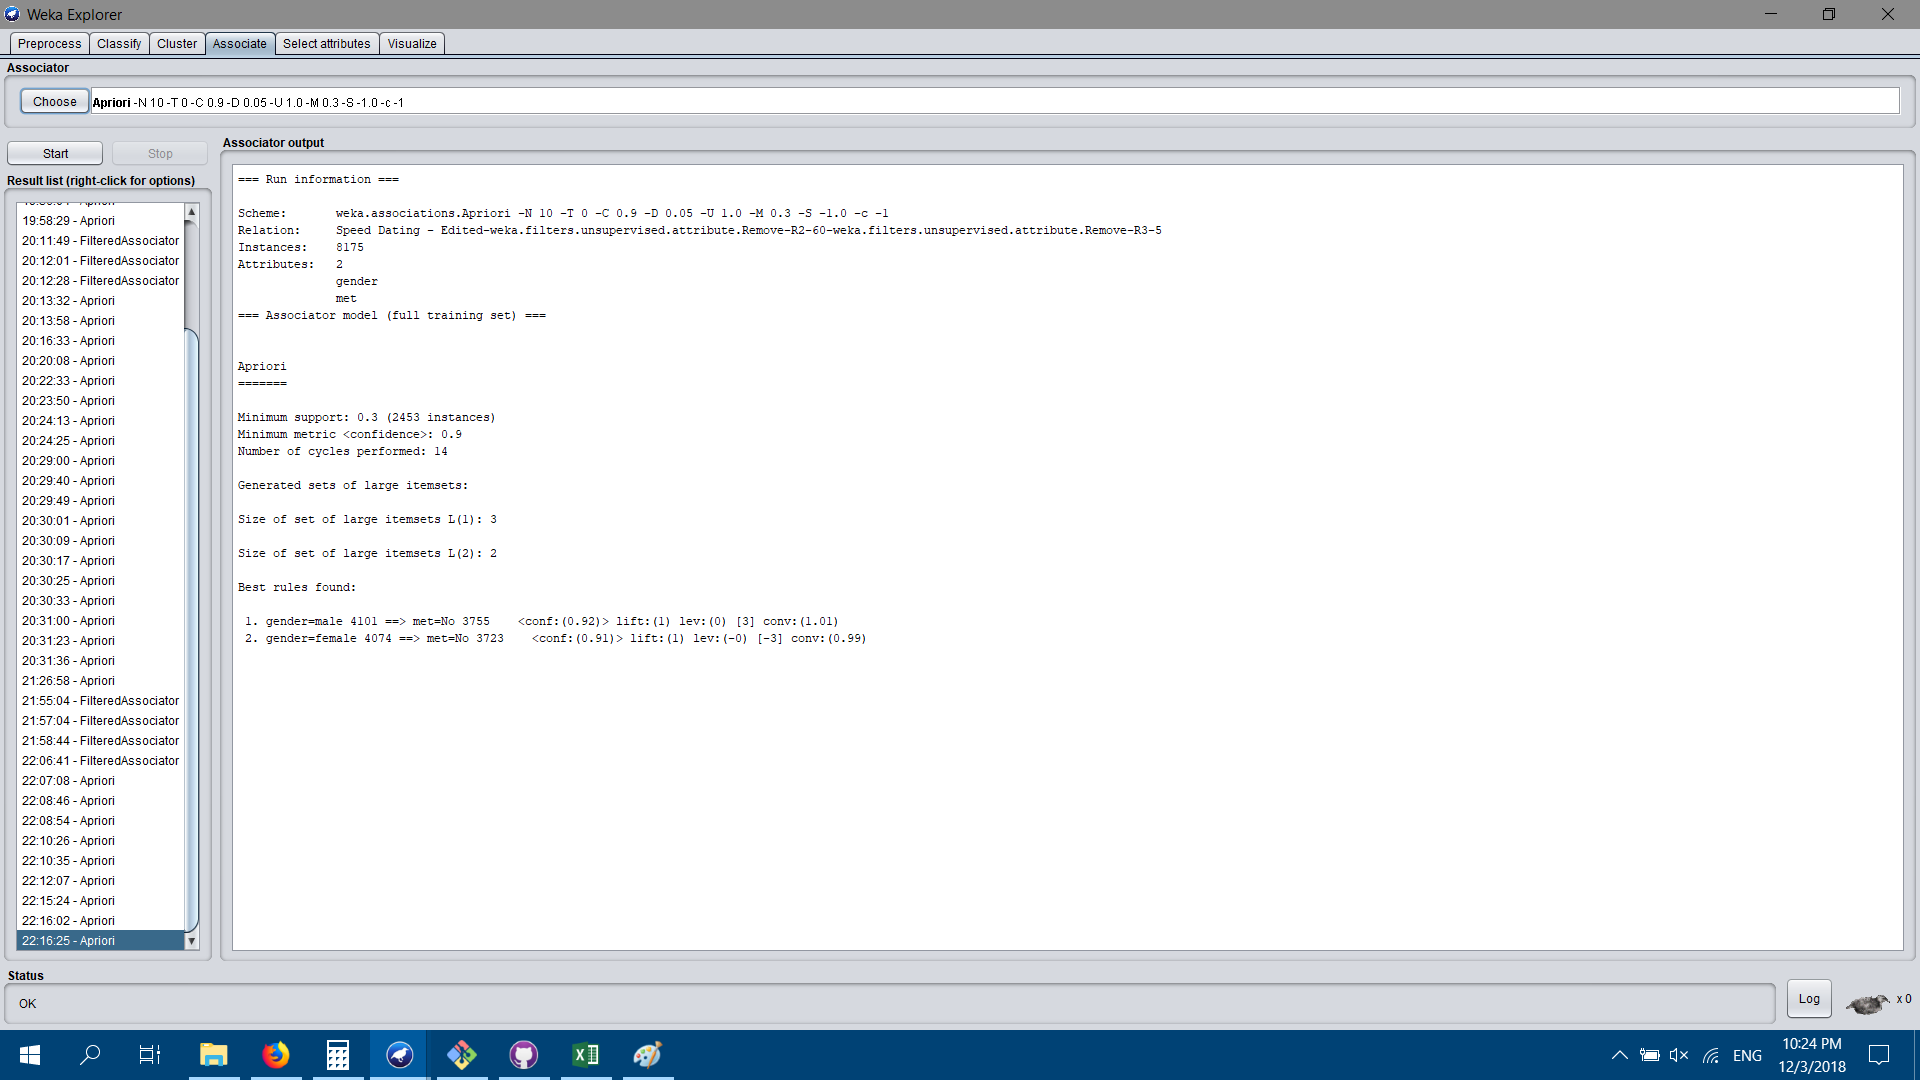 Weka Explorer
Preprocess Classify Cluster Associate Select attributes Visualize
Associator
Choose Apriori -N 10 -T 0 -C 0.9 -D 0.05 -U 1.0 -M 0.3 -S -1.0 -c -1
Start Stop
Result list (right-click for options)
19:58:29 - Apriori
20:11:49 - FilteredAssociator
20:12:01 - FilteredAssociator
20:12:28 - FilteredAssociator
20:13:32 - Apriori
20:13:58 - Apriori
20:16:33 - Apriori
20:20:08 - Apriori
20:22:33 - Apriori
20:23:50 - Apriori
20:24:13 - Apriori
20:24:25 - Apriori
20:29:00 - Apriori
20:29:40 - Apriori
20:29:49 - Apriori
20:30:01 - Apriori
20:30:09 - Apriori
20:30:17 - Apriori
20:30:25 - Apriori
20:30:33 - Apriori
20:31:00 - Apriori
20:31:23 - Apriori
20:31:36 - Apriori
21:26:58 - Apriori
21:55:04 - FilteredAssociator
21:57:04 - FilteredAssociator
21:58:44 - FilteredAssociator
22:06:41 - FilteredAssociator
22:07:08 - Apriori
22:08:46 - Apriori
22:08:54 - Apriori
22:10:26 - Apriori
22:10:35 - Apriori
22:12:07 - Apriori
22:15:24 - Apriori
22:16:02 - Apriori
22:16:25 - Apriori
Associator output
=== Run information ===
Scheme: weka.associations.Apriori -N 10 -T 0 -C 0.9 -D 0.05 -U 1.0 -M 0.3 -S -1.0 -c -1
Relation: Speed Dating - Edited-weka.filters.unsupervised.attribute.Remove-R2-60-weka.filters.unsupervised.attribute.Remove-R3-5
Instances: 8175
Attributes: 2
gender
met
=== Associator model (full training set) ===
Apriori
=======
Minimum support: 0.3 (2453 instances)
Minimum metric <confidence>: 0.9
Number of cycles performed: 14
Generated sets of large itemsets:
Size of set of large itemsets L(1): 3
Size of set of large itemsets L(2): 2
Best rules found:
1. gender=male 4101 ==> met=No 3755 <conf:(0.92)> lift:(1) lev:(0) [3] conv:(1.01)
2. gender=female 4074 ==> met=No 3723 <conf:(0.91)> lift:(1) lev:(-0) [-3] conv:(0.99)
Status
OK
Log x 0
ENG
10:24 PM
12/3/2018